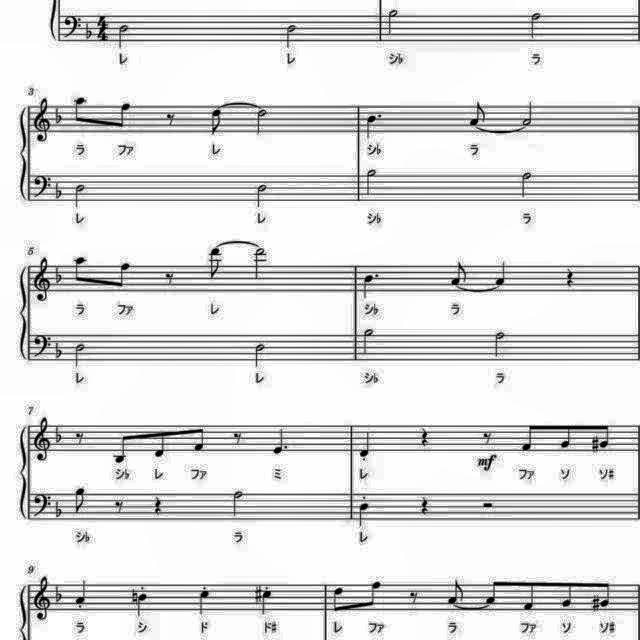 レ レ シ♭ ラ
3
ラ ファ レ シ♭ ラ
レ レ シ♭ ラ
5
ラ ファ レ シ♭ ラ
レ レ シ♭ ラ
7
シ♭ レ ファ ミ レ mf ファ ソ ソ#
シ♭ ラ レ
9
ラ シ ド ド# レ ファ ラ ファ ソ ソ#